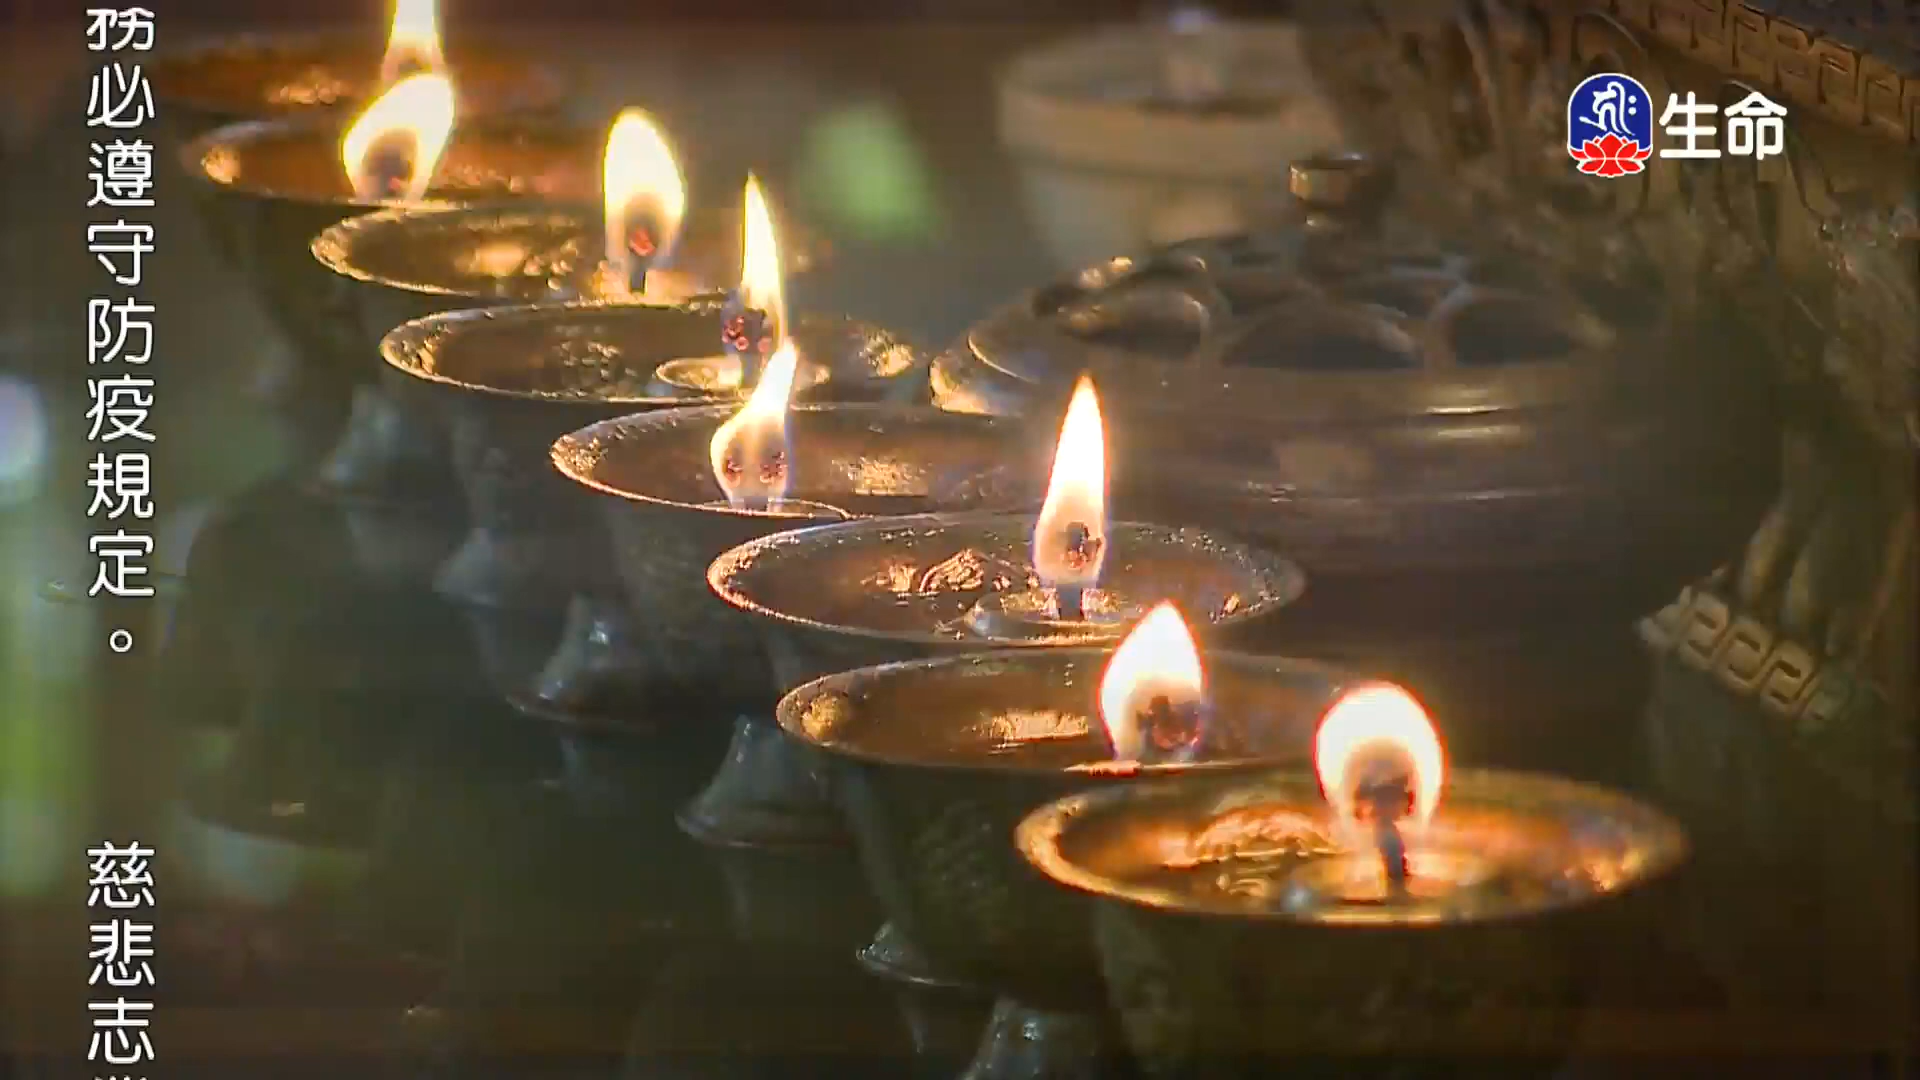 務必遵守防疫規定。 慈悲志
生命